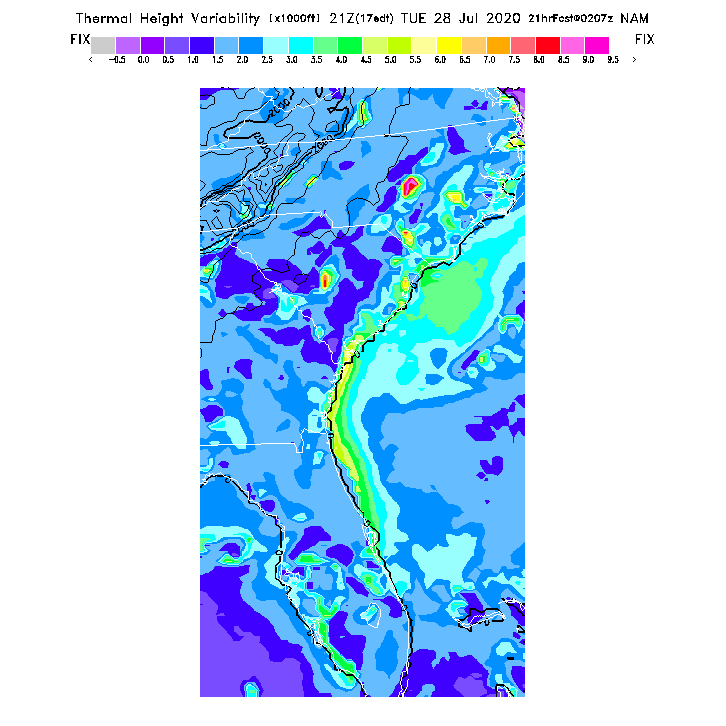 Thermal Height Variability [x1000ft] 21Z(17edt) TUE 28 Jul 2020 21hrFcst@0207z NAM
FIX FIX
< -0.5 0.0 0.5 1.0 1.5 2.0 2.5 3.0 3.5 4.0 4.5 5.0 5.5 6.0 6.5 7.0 7.5 8.0 8.5 9.0 9.5 >
2000